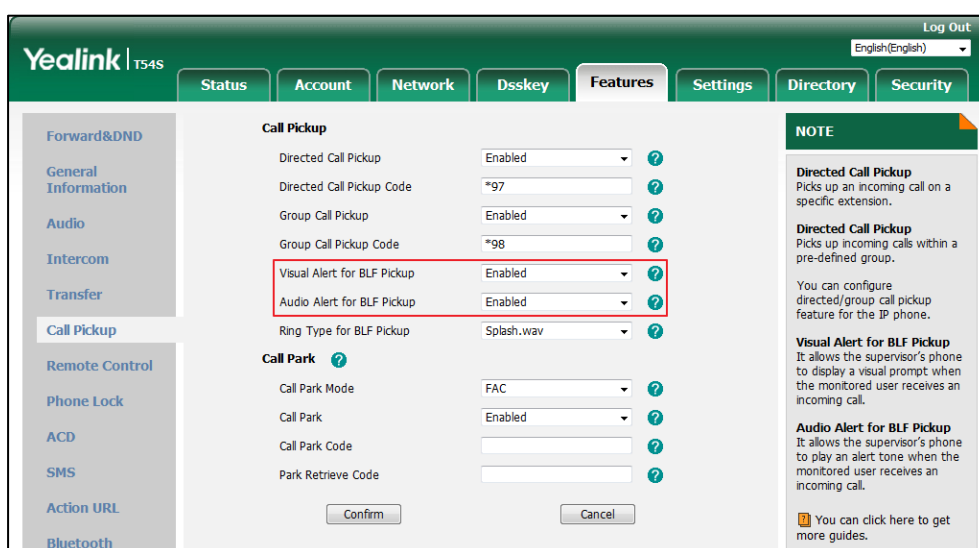 Log Out
Yealink T54S
English(English)
Status
Account
Network
Dsskey
Features
Settings
Directory
Security
Forward&DND
General
Information
Audio
Intercom
Transfer
Call Pickup
Remote Control
Phone Lock
ACD
SMS
Action URL
Bluetooth
Call Pickup
Directed Call Pickup Enabled ?
Directed Call Pickup Code *97 ?
Group Call Pickup Enabled ?
Group Call Pickup Code *98 ?
Visual Alert for BLF Pickup Enabled ?
Audio Alert for BLF Pickup Enabled ?
Ring Type for BLF Pickup Splash.wav ?
Call Park ?
Call Park Mode FAC ?
Call Park Enabled ?
Call Park Code ?
Park Retrieve Code ?
Confirm Cancel
NOTE
Directed Call Pickup
Picks up an incoming call on a
specific extension.
Directed Call Pickup
Picks up incoming calls within a
pre-defined group.
You can configure
directed/group call pickup
feature for the IP phone.
Visual Alert for BLF Pickup
It allows the supervisor's phone
to display a visual prompt when
the monitored user receives an
incoming call.
Audio Alert for BLF Pickup
It allows the supervisor's phone
to play an alert tone when the
monitored user receives an
incoming call.
? You can click here to get
more guides.